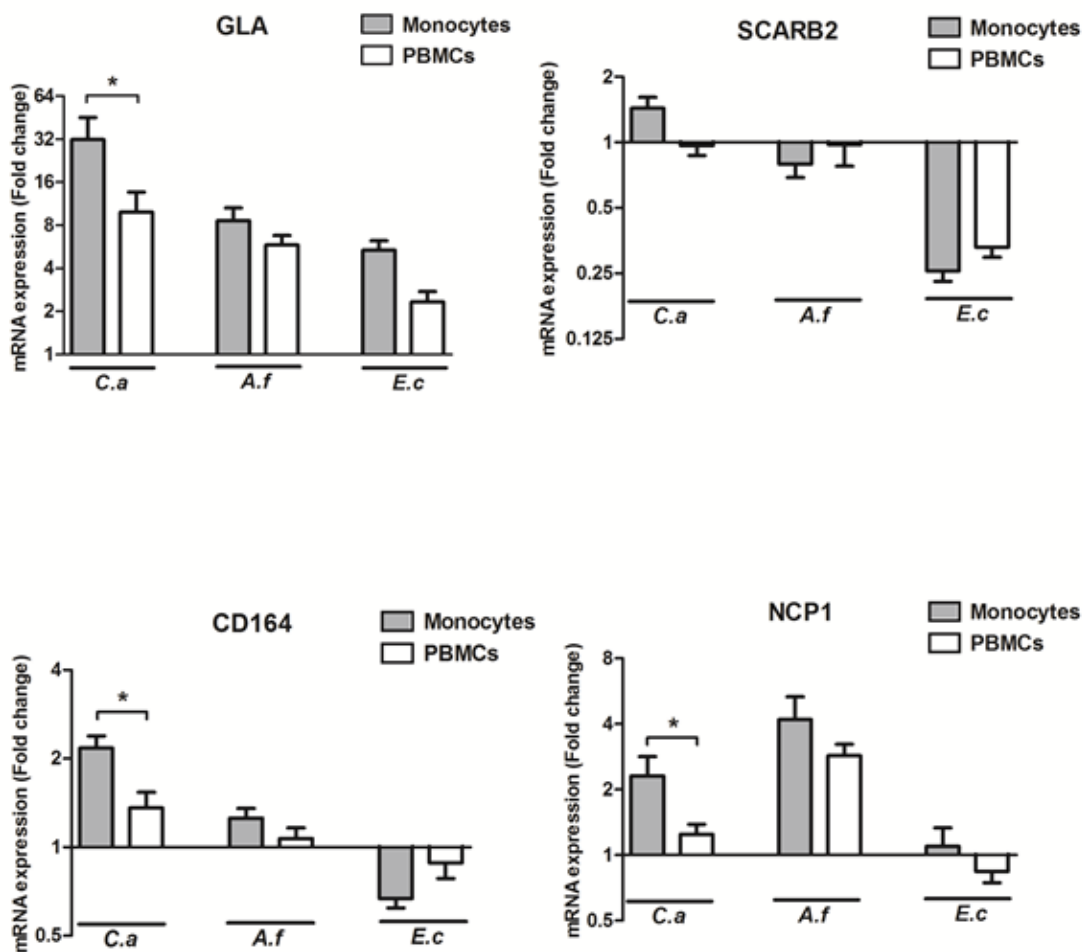 GLA
Monocytes
PBMCs
mRNA expression (Fold change)
64
32
16
8
4
2
1
*
C.a
A.f
E.c
SCARB2
Monocytes
PBMCs
mRNA expression (Fold change)
2
1
0.5
0.25
0.125
C.a
A.f
E.c
CD164
Monocytes
PBMCs
mRNA expression (Fold change)
4
2
1
0.5
*
C.a
A.f
E.c
NCP1
Monocytes
PBMCs
mRNA expression (Fold change)
8
4
2
1
0.5
*
C.a
A.f
E.c